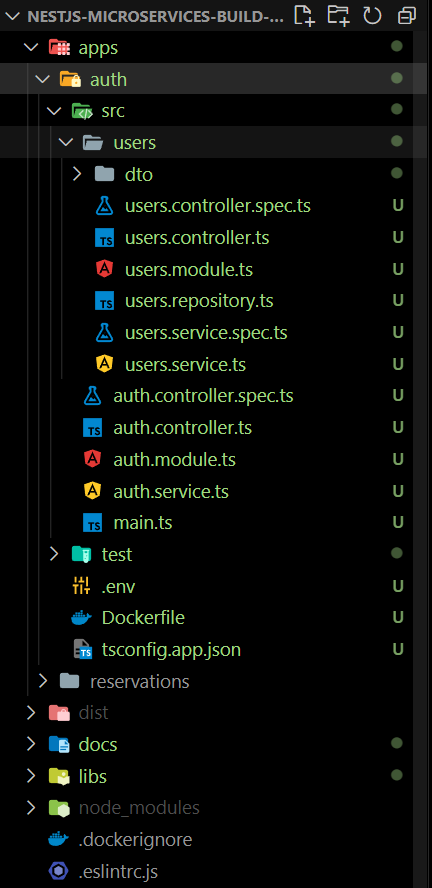 NESTJS-MICROSERVICES-BUILD-...
apps
auth
src
users
dto
users.controller.spec.ts U
TS users.controller.ts U
users.module.ts U
TS users.repository.ts U
users.service.spec.ts U
users.service.ts U
auth.controller.spec.ts U
TS auth.controller.ts U
auth.module.ts U
auth.service.ts U
TS main.ts U
test
.env U
Dockerfile U
TS tsconfig.app.json U
reservations
dist
docs
libs
node_modules
.dockerignore
.eslintrc.js